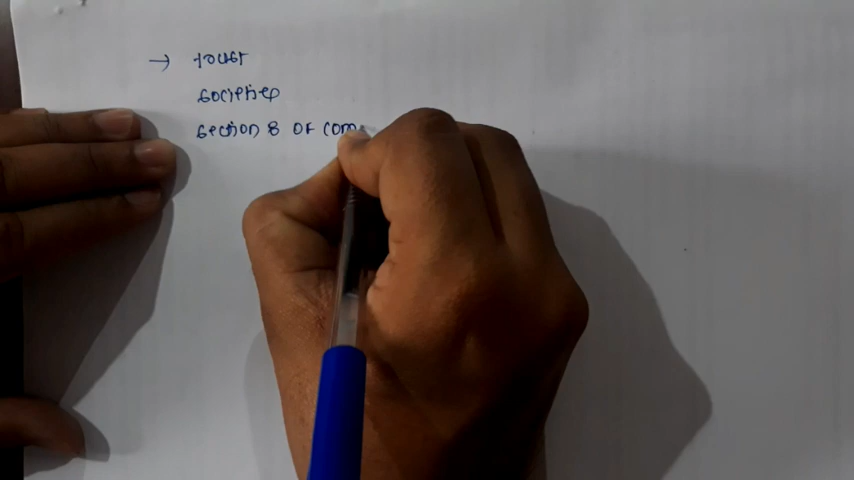 → trust
societies
section 8 of com